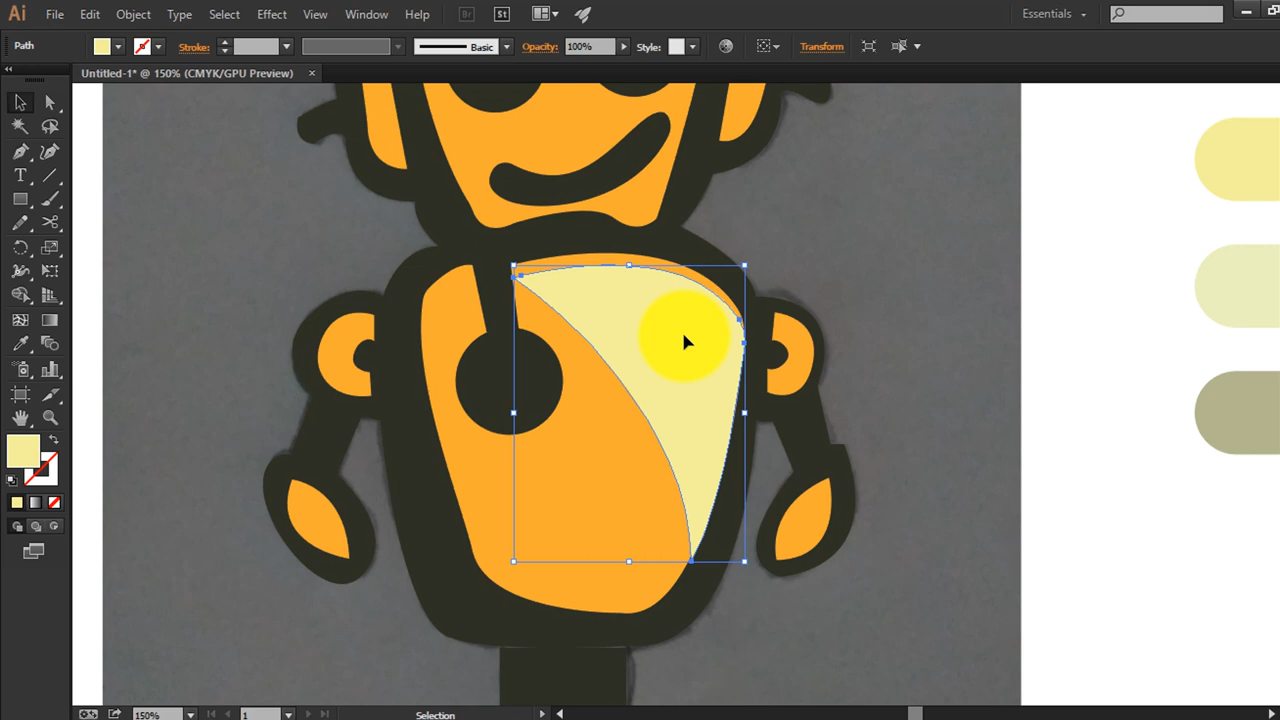 Ai File Edit Object Type Select Effect View Window Help Br St Essentials
Path Stroke: Basic Opacity: 100% Style: Transform
Untitled-1* @ 150% (CMYK/GPU Preview) ×
T
150% 1 Selection